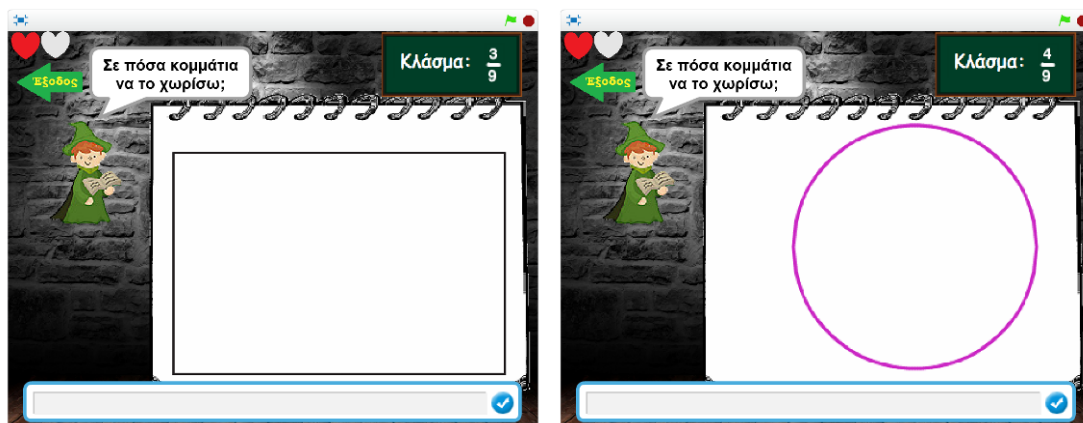 Έξοδος
Σε πόσα κομμάτια
να το χωρίσω;
Κλάσμα: 3/9
Έξοδος
Σε πόσα κομμάτια
να το χωρίσω;
Κλάσμα: 4/9